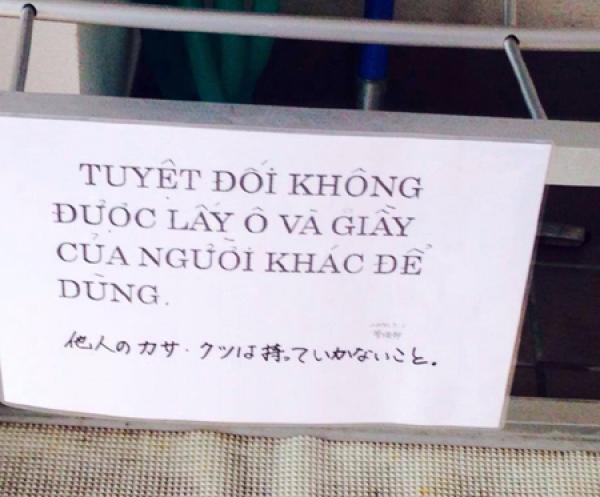 TUYỆT ĐỐI KHÔNG
ĐƯỢC LẤY Ô VÀ GIẦY
CỦA NGƯỜI KHÁC ĐỂ
DÙNG.
他人のカサ・クツは持っていかないこと。